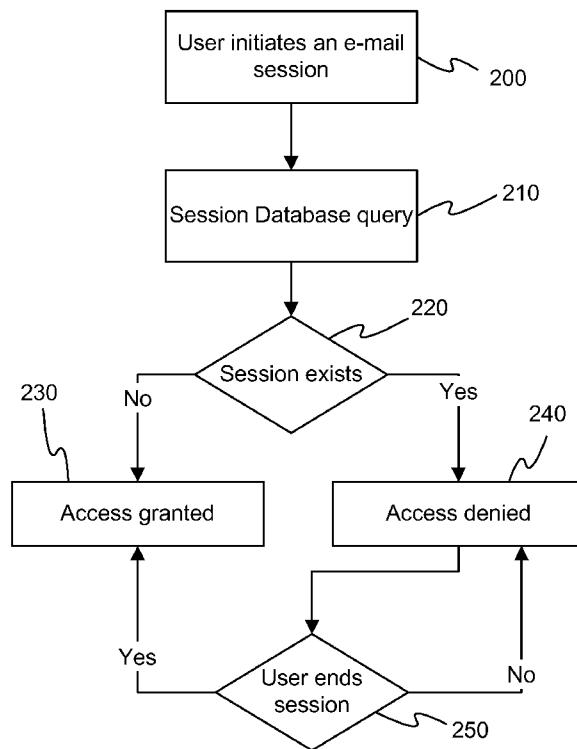 User initiates an e-mail
session
200
Session Database query
210
220
Session exists
No
Yes
230
240
Access granted
Access denied
Yes
User ends
session
No
250